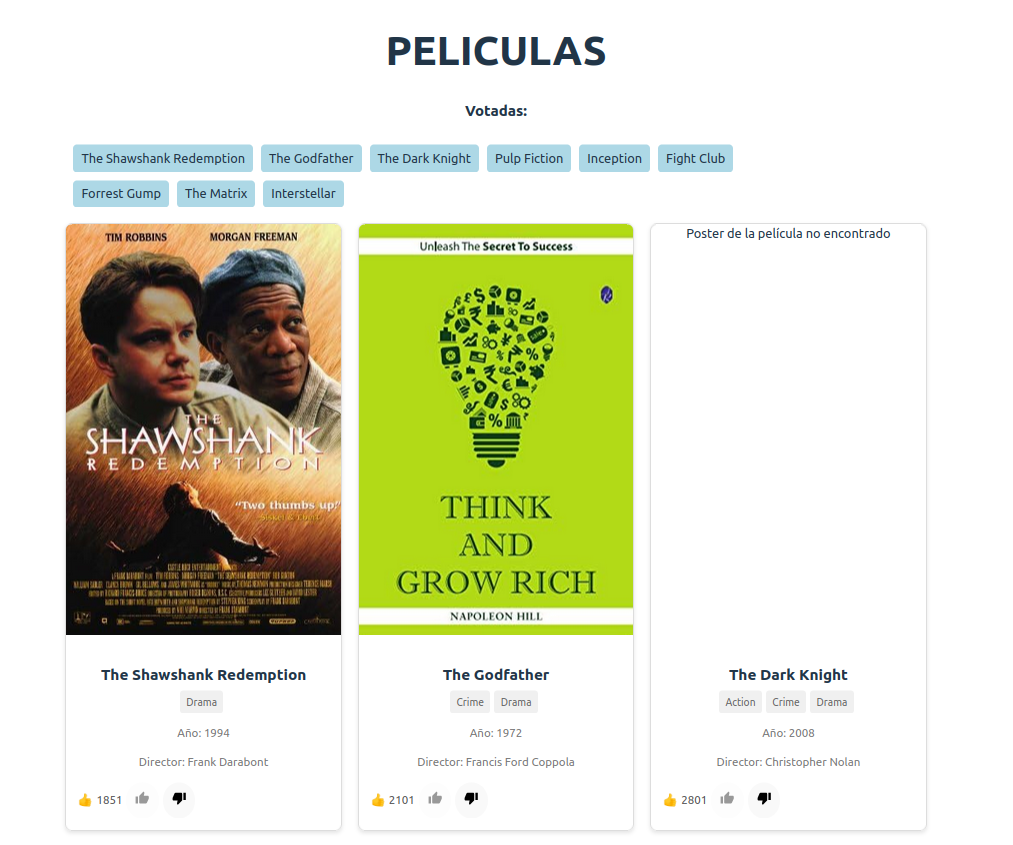 PELICULAS
Votadas:
The Shawshank Redemption The Godfather The Dark Knight Pulp Fiction Inception Fight Club
Forrest Gump The Matrix Interstellar
TIM ROBBINS MORGAN FREEMAN
THE
SHAWSHANK
REDEMPTION
"Two thumbs up!"
Unleash The Secret To Success
THINK
AND
GROW RICH
NAPOLEON HILL
Poster de la película no encontrado
The Shawshank Redemption
Drama
Año: 1994
Director: Frank Darabont
1851
The Godfather
Crime Drama
Año: 1972
Director: Francis Ford Coppola
2101
The Dark Knight
Action Crime Drama
Año: 2008
Director: Christopher Nolan
2801